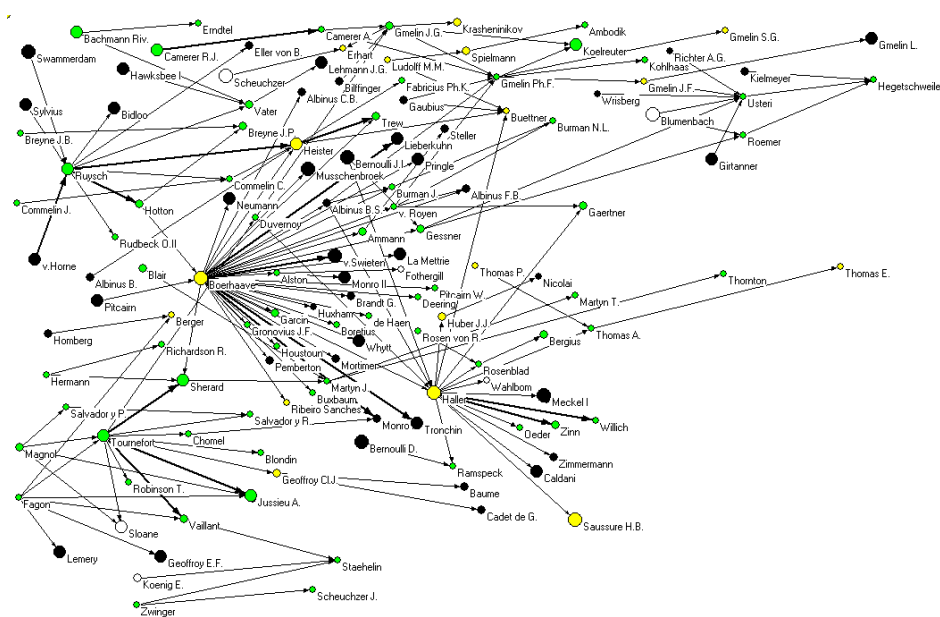 Erndtel
Bachmann Riv.
Camerer A.
Gmelin J.G.
Krasheninikov
Ambodik
Gmelin S.G.
Swammerdam
Camerer R.J.
Eller von B.
Erhart
Koelreuter
Gmelin L.
Hawksbee I
Scheuchzer
Lehmann J.G.
Ludolff M.M.
Spielmann
Richter A.G.
Kohlhaas
Billfinger
Fabricius Ph.K.
Gmelin Ph.F.
Gmelin J.F.
Kielmeyer
Hegetschweile
Sylvius
Bidloo
Vater
Albinus C.B.
Gaubius
Buettner
Wrisberg
Usteri
Blumenbach
Breyne J.B.
Breyne J.P.
Trew
Steller
Burman N.L.
Roemer
Heister
Lieberkuhn
Ruysch
Musschenbroek
Bernoulli J.I
Pringle
Girtanner
Commelin C.
Commelin J.
Hotton
Neumann
Burman J.
Albinus F.B.
Albinus B.S.
v. Royen
Gaertner
Rudbeck O.II
Duvernoy
Ammann
Gessner
v.Horne
Blair
v.Swieten
La Mettrie
Albinus B.
Boerhaave
Alston
Monro II
Fothergill
Thomas P.
Nicolai
Thornton
Thomas E.
Pitcairn
Brandt G.
Pitcairn W.
Deering
Martyn T.
Berger
Garcin
Huxham
de Haen
Huber J.J.
Homberg
Gronovius J.F.
Borelius
Rosen von R.
Bergius
Thomas A.
Richardson R.
Houstoun
Whytt
Hermann
Pemberton
Mortimer
Rosenblad
Sherard
Martyn J.
Wahlbom
Buxbaum
Haller
Meckel I
Salvador y P.
Ribeiro Sanches
Salvador y R.
Monro
Tronchin
Oeder
Zinn
Willich
Magnol
Tournefort
Chomel
Bernoulli D.
Blondin
Zimmermann
Geoffroy Cl.J
Ramspeck
Caldani
Robinson T.
Fagon
Jussieu A.
Baume
Sloane
Vaillant
Cadet de G.
Saussure H.B.
Lemery
Geoffroy E.F.
Staehelin
Koenig E.
Scheuchzer J.
Zwinger